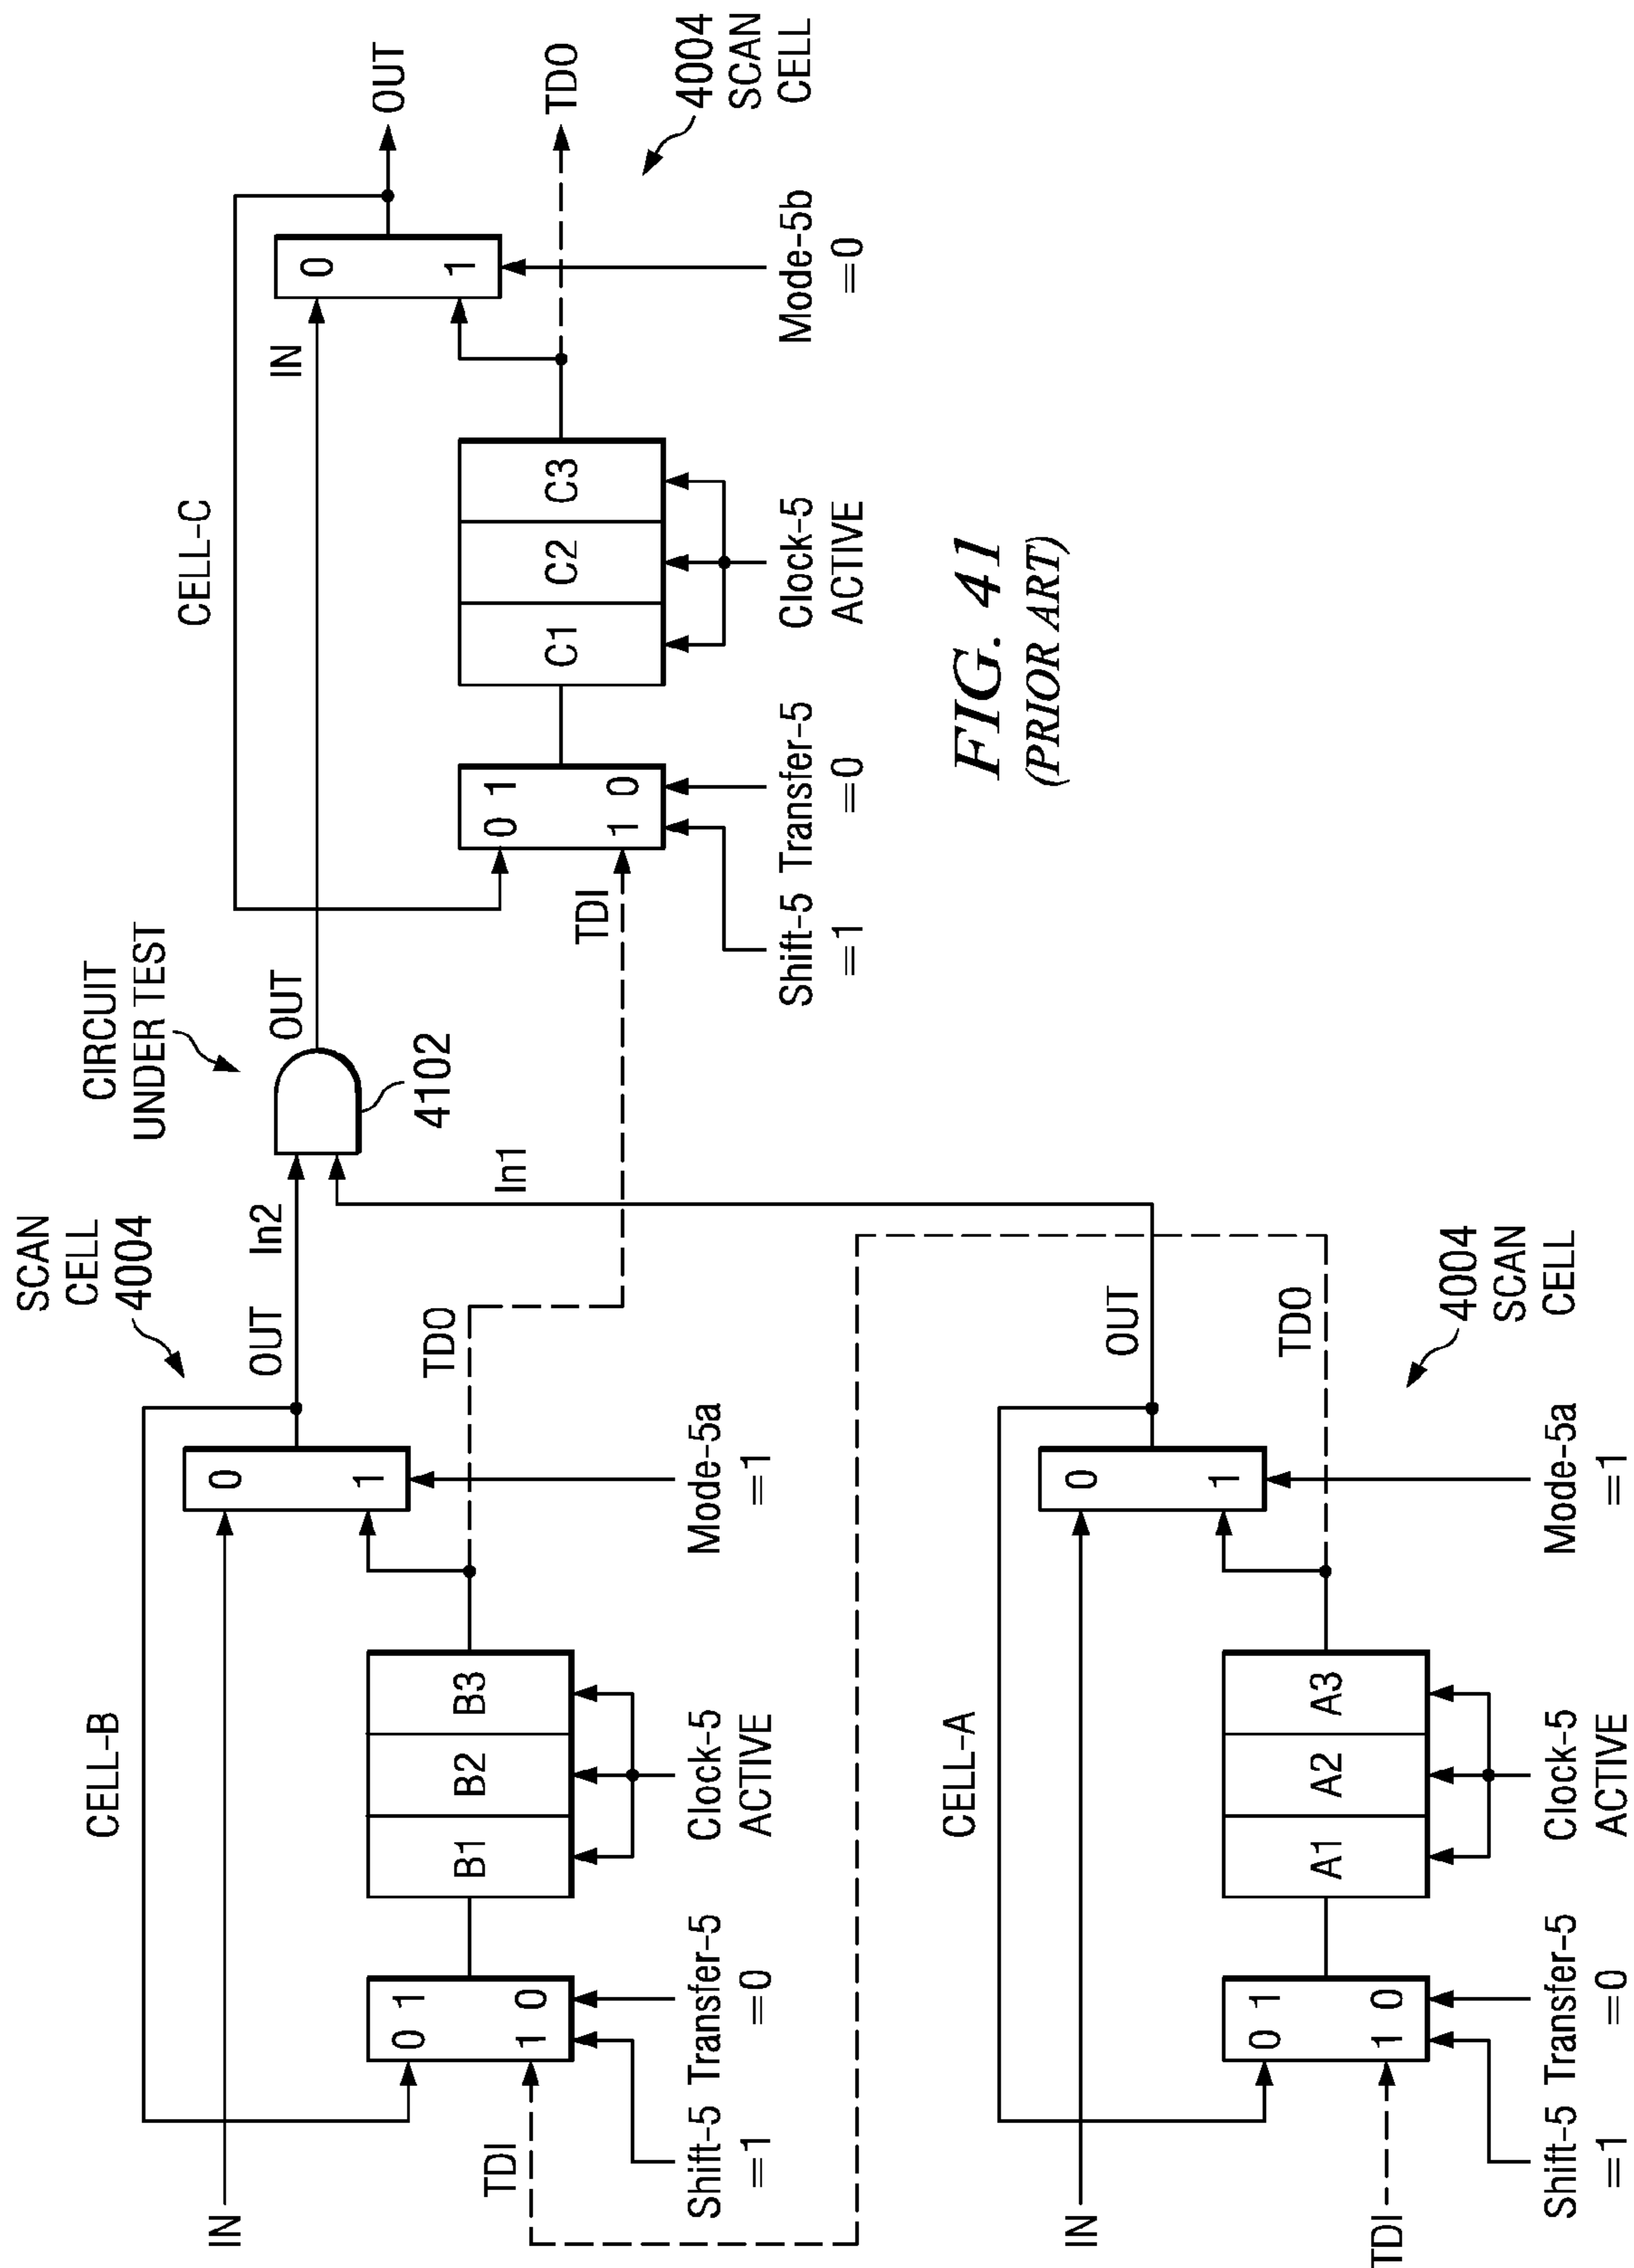 SCAN
CELL
4004
CELL-B
IN
OUT
In2
0
1
0 1
1 0
TDI
B1
B2
B3
TDO
Shift-5
=1
Transfer-5
=0
Clock-5
ACTIVE
Mode-5a
=1
CIRCUIT
UNDER TEST
OUT
4102
In1
CELL-C
IN
0
1
OUT
0 1
1 0
TDI
C1
C2
C3
TDO
4004
SCAN
CELL
Shift-5
=1
Transfer-5
=0
Clock-5
ACTIVE
Mode-5b
=0
CELL-A
IN
0
1
OUT
0 1
1 0
TDI
A1
A2
A3
TDO
4004
SCAN
CELL
Shift-5
=1
Transfer-5
=0
Clock-5
ACTIVE
Mode-5a
=1
FIG. 41
(PRIOR ART)